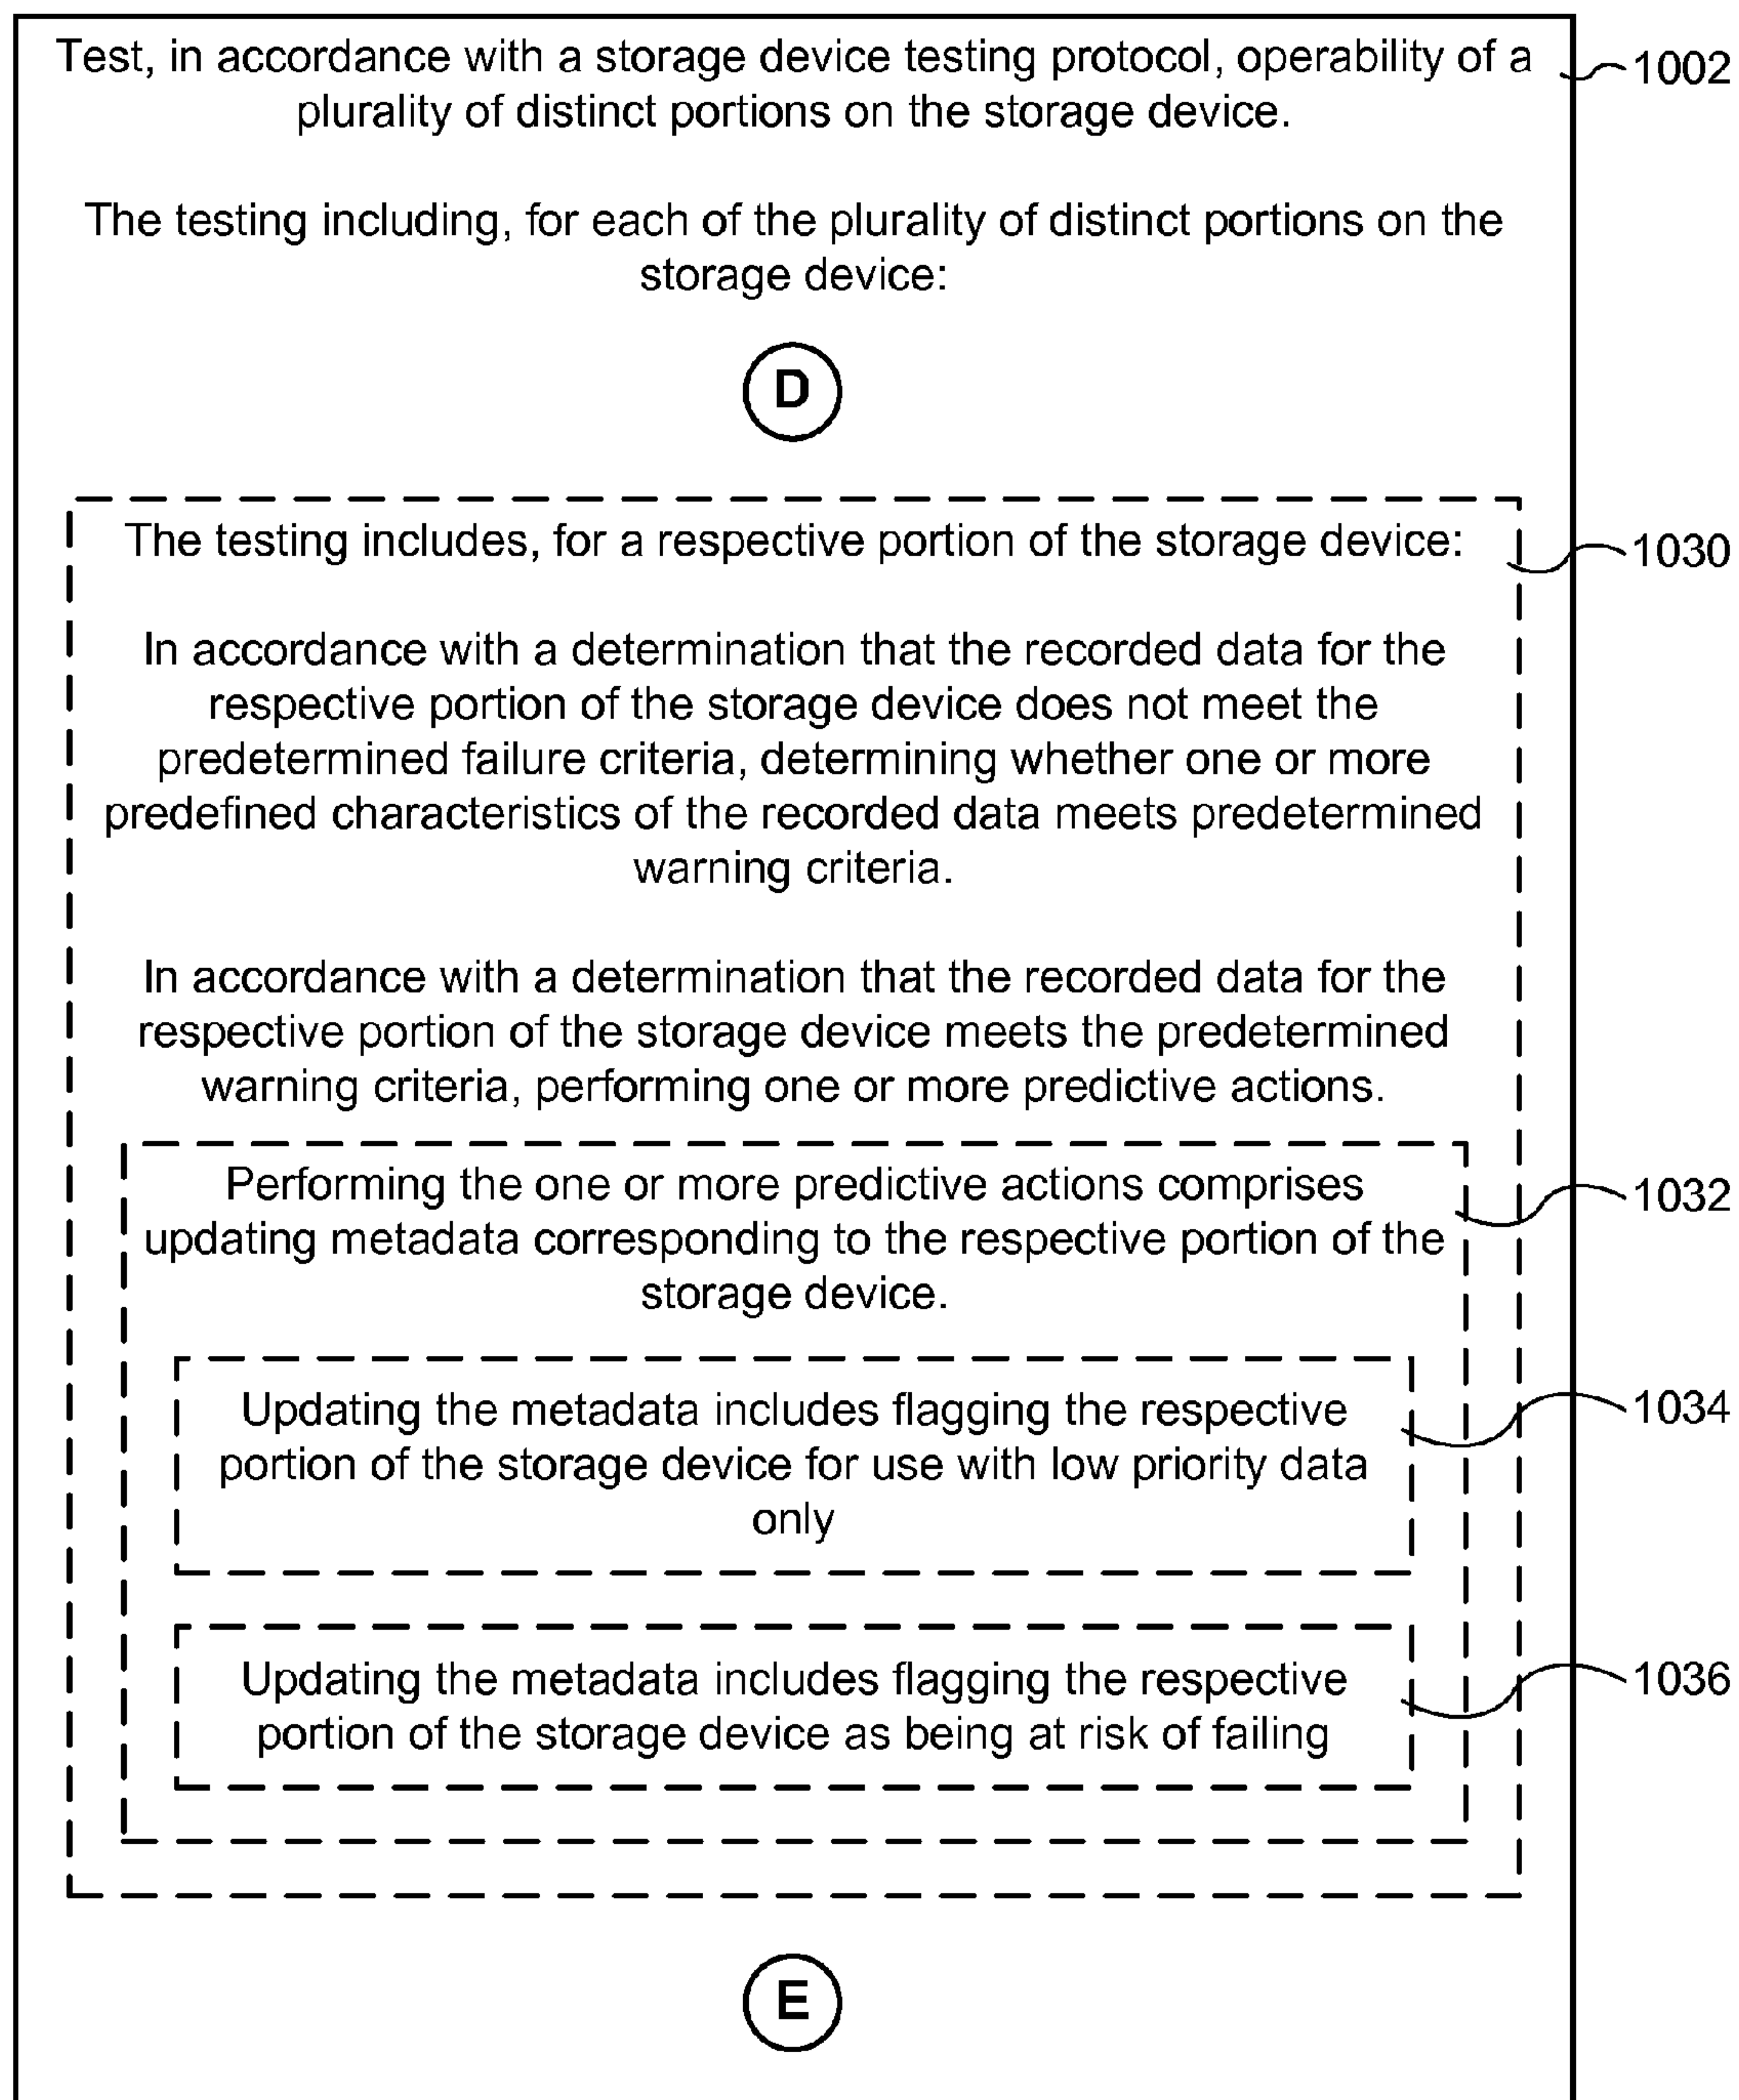 Test, in accordance with a storage device testing protocol, operability of a
plurality of distinct portions on the storage device.
1002
The testing including, for each of the plurality of distinct portions on the
storage device:
D
The testing includes, for a respective portion of the storage device:
1030
In accordance with a determination that the recorded data for the
respective portion of the storage device does not meet the
predetermined failure criteria, determining whether one or more
predefined characteristics of the recorded data meets predetermined
warning criteria.
In accordance with a determination that the recorded data for the
respective portion of the storage device meets the predetermined
warning criteria, performing one or more predictive actions.
Performing the one or more predictive actions comprises
1032
updating metadata corresponding to the respective portion of the
storage device.
Updating the metadata includes flagging the respective
1034
portion of the storage device for use with low priority data
only
Updating the metadata includes flagging the respective
1036
portion of the storage device as being at risk of failing
E